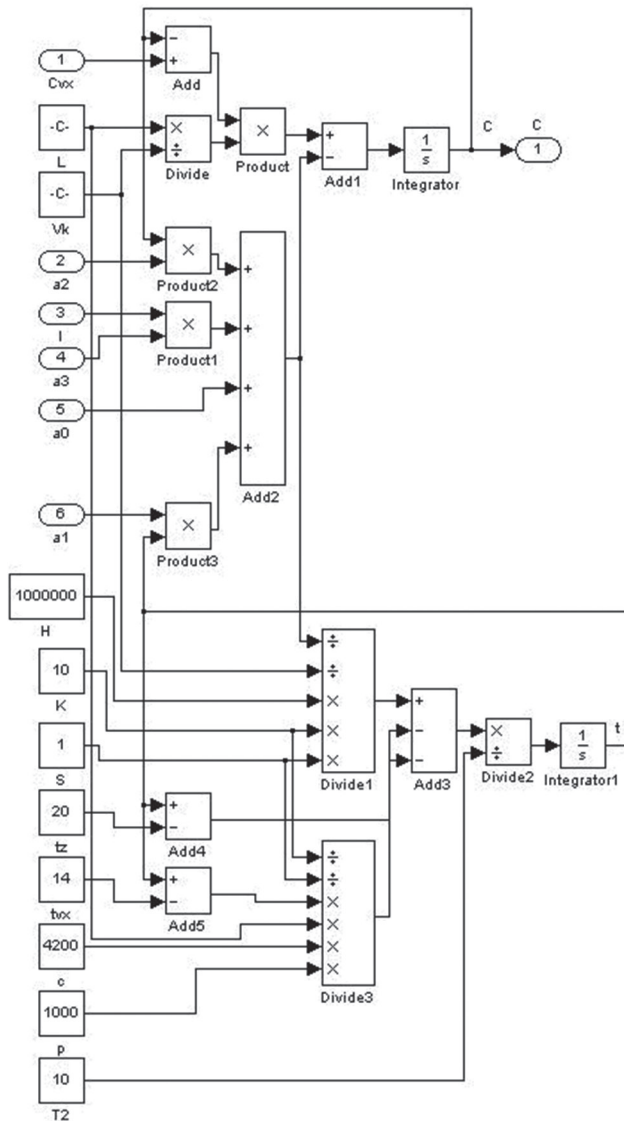 −
+
Add
1
Cvx
-C-
L
×
÷
Divide
×
Product
+
−
Add1
1
s
Integrator
C
C
1
-C-
Vk
2
a2
×
Product2
3
I
4
a3
×
Product1
5
a0
+
+
+
+
Add2
6
a1
×
Product3
1000000
H
10
K
1
S
÷
÷
×
×
×
Divide1
+
−
−
Add3
×
÷
Divide2
1
s
Integrator1
t
20
tz
+
−
Add4
14
tvx
+
−
Add5
÷
÷
×
×
×
×
Divide3
4200
c
1000
p
10
T2